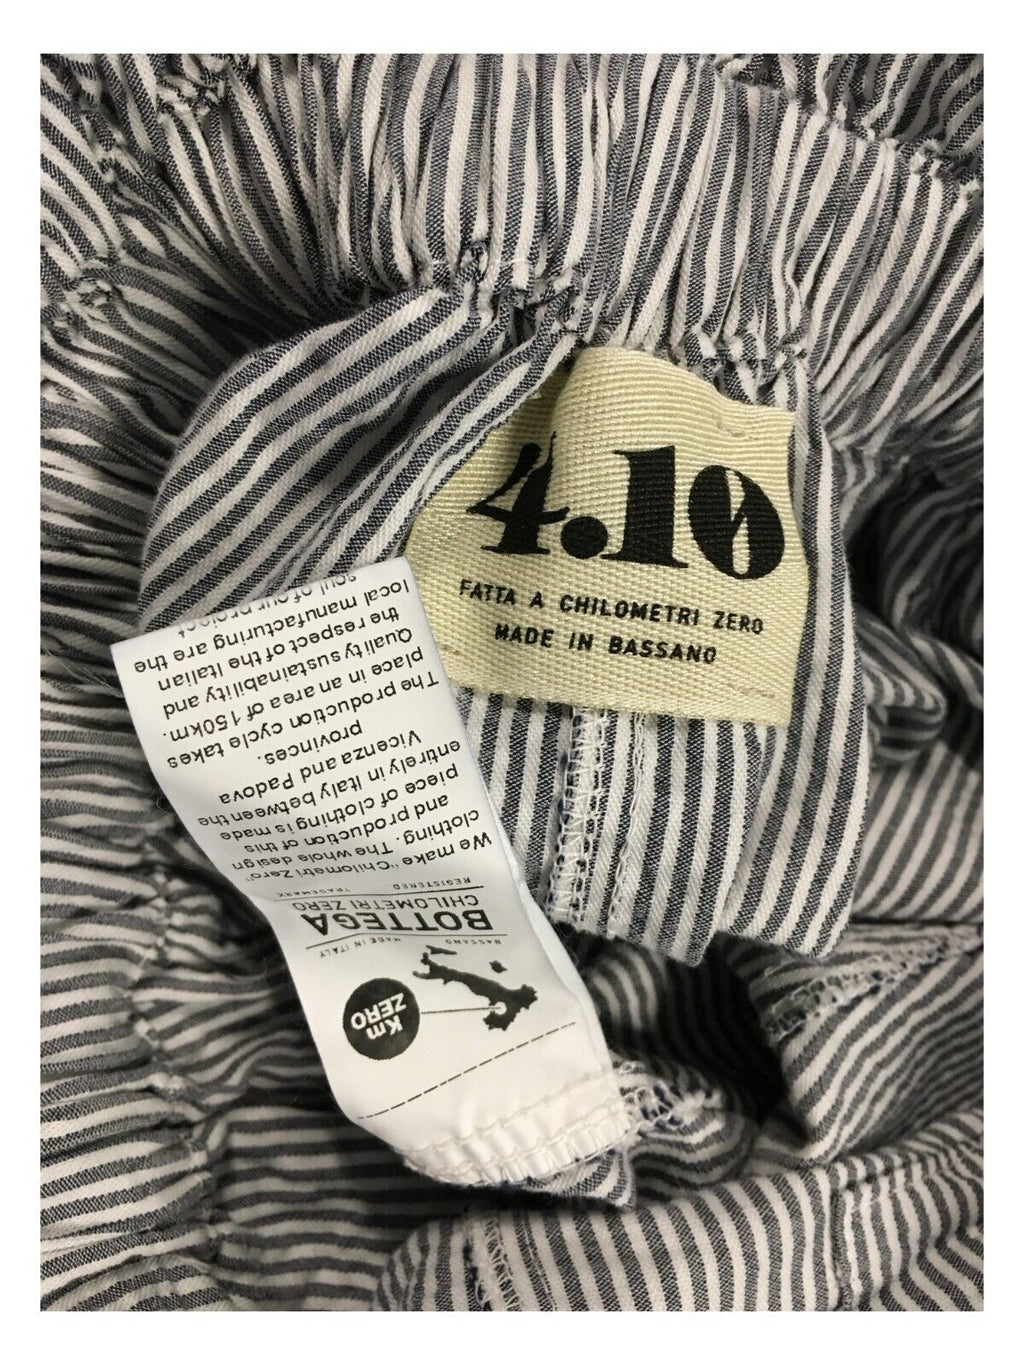 4.10
FATTA A CHILOMETRI ZERO
MADE IN BASSANO
Km
ZERO
BASSANO MADE IN ITALY
BOTTEGA
CHILOMETRI ZERO
REGISTERED TRADEMARK
We make "Chilometri Zero"
clothing. The whole design
and production of this
piece of clothing is made
entirely in Italy between the
Vicenza and Padova
provinces.
The production cycle takes
place in an area of 150km.
Quality sustainability and
the respect of the Italian
local manufacturing are the
soul of our project